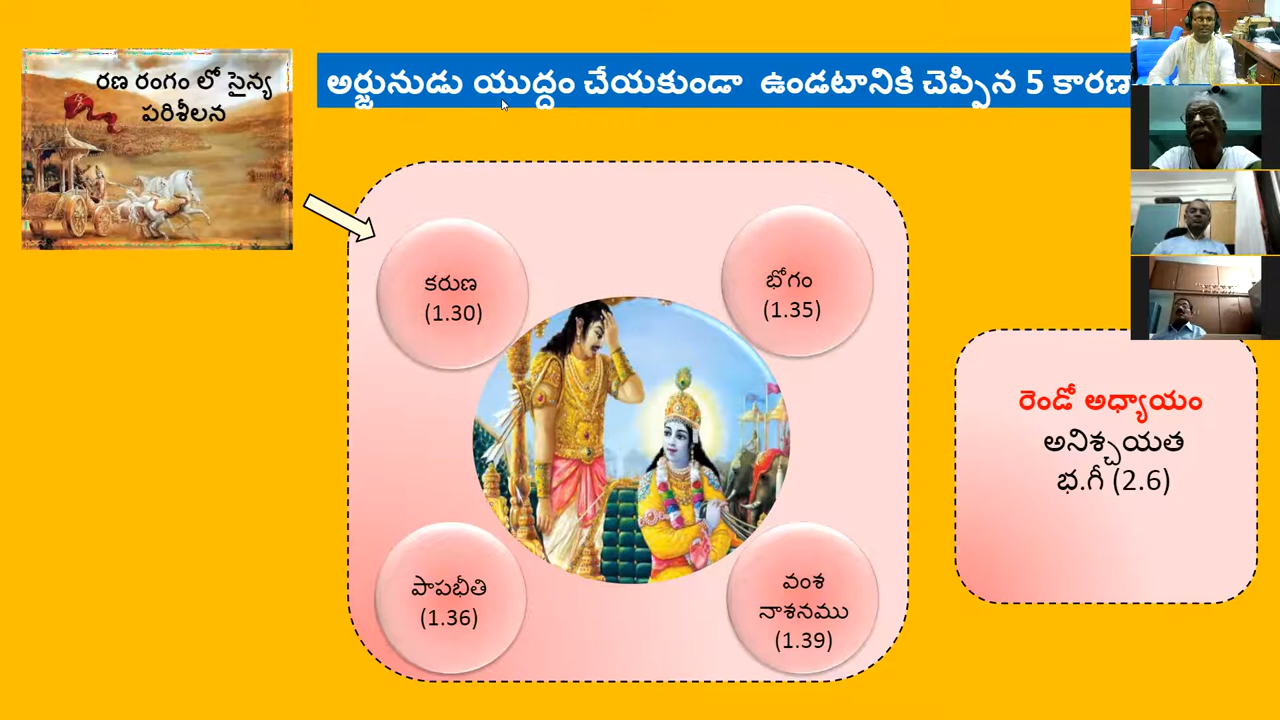 రణ రంగం లో సైన్య
పరిశీలన
అర్జునుడు యుద్ధం చేయకుండా ఉండటానికి చెప్పిన 5 కారణ
కరుణ
(1.30)
భోగం
(1.35)
పాపభీతి
(1.36)
వంశ
నాశనము
(1.39)
రెండో అధ్యాయం
అనిశ్చయత
భ.గీ (2.6)